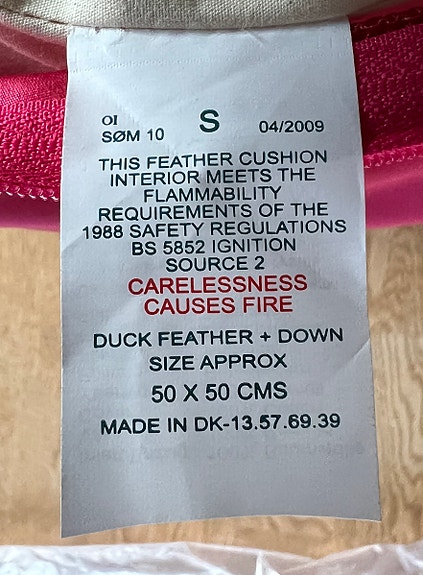 OI
SØM 10 S 04/2009
THIS FEATHER CUSHION
INTERIOR MEETS THE
FLAMMABILITY
REQUIREMENTS OF THE
1988 SAFETY REGULATIONS
BS 5852 IGNITION
SOURCE 2
CARELESSNESS
CAUSES FIRE
DUCK FEATHER + DOWN
SIZE APPROX
50 X 50 CMS
MADE IN DK-13.57.69.39